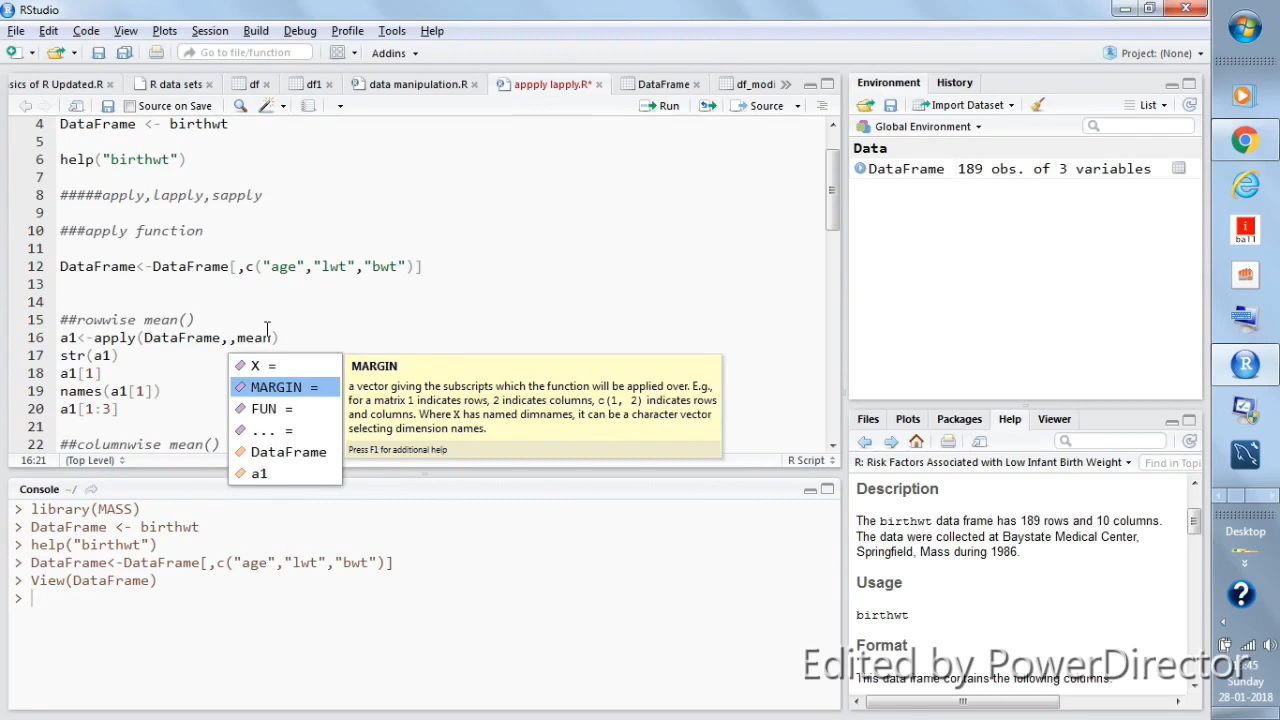 RStudio
File Edit Code View Plots Session Build Debug Profile Tools Help
Go to file/function Addins Project: (None)
sics of R Updated.R R data sets df df1 data manipulation.R appply lapply.R* DataFrame df_modi
Source on Save Run Source
4 DataFrame <- birthwt
5
6 help("birthwt")
7
8 #####apply,lapply,sapply
9
10 ###apply function
11
12 DataFrame<-DataFrame[,c("age","lwt","bwt")]
13
14
15 ##rowwise mean()
16 a1<-apply(DataFrame,,mean)
17 str(a1)
18 a1[1]
19 names(a1[1])
20 a1[1:3]
21
22 ##columnwise mean()
X =
MARGIN =
FUN =
... =
DataFrame
a1
MARGIN
a vector giving the subscripts which the function will be applied over. E.g.,
for a matrix 1 indicates rows, 2 indicates columns, c(1, 2) indicates rows
and columns. Where X has named dimnames, it can be a character vector
selecting dimension names.
Press F1 for additional help
16:21 (Top Level) R Script
Console ~/
> library(MASS)
> DataFrame <- birthwt
> help("birthwt")
> DataFrame<-DataFrame[,c("age","lwt","bwt")]
> View(DataFrame)
>
Environment History
Import Dataset List
Global Environment
Data
DataFrame 189 obs. of 3 variables
Files Plots Packages Help Viewer
R: Risk Factors Associated with Low Infant Birth Weight Find in Topi
Description
The birthwt data frame has 189 rows and 10 columns.
The data were collected at Baystate Medical Center,
Springfield, Mass during 1986.
Usage
birthwt
Format
This data frame contains the following columns:
Edited by PowerDirector
ball
Desktop
:45
Sunday
28-01-2018